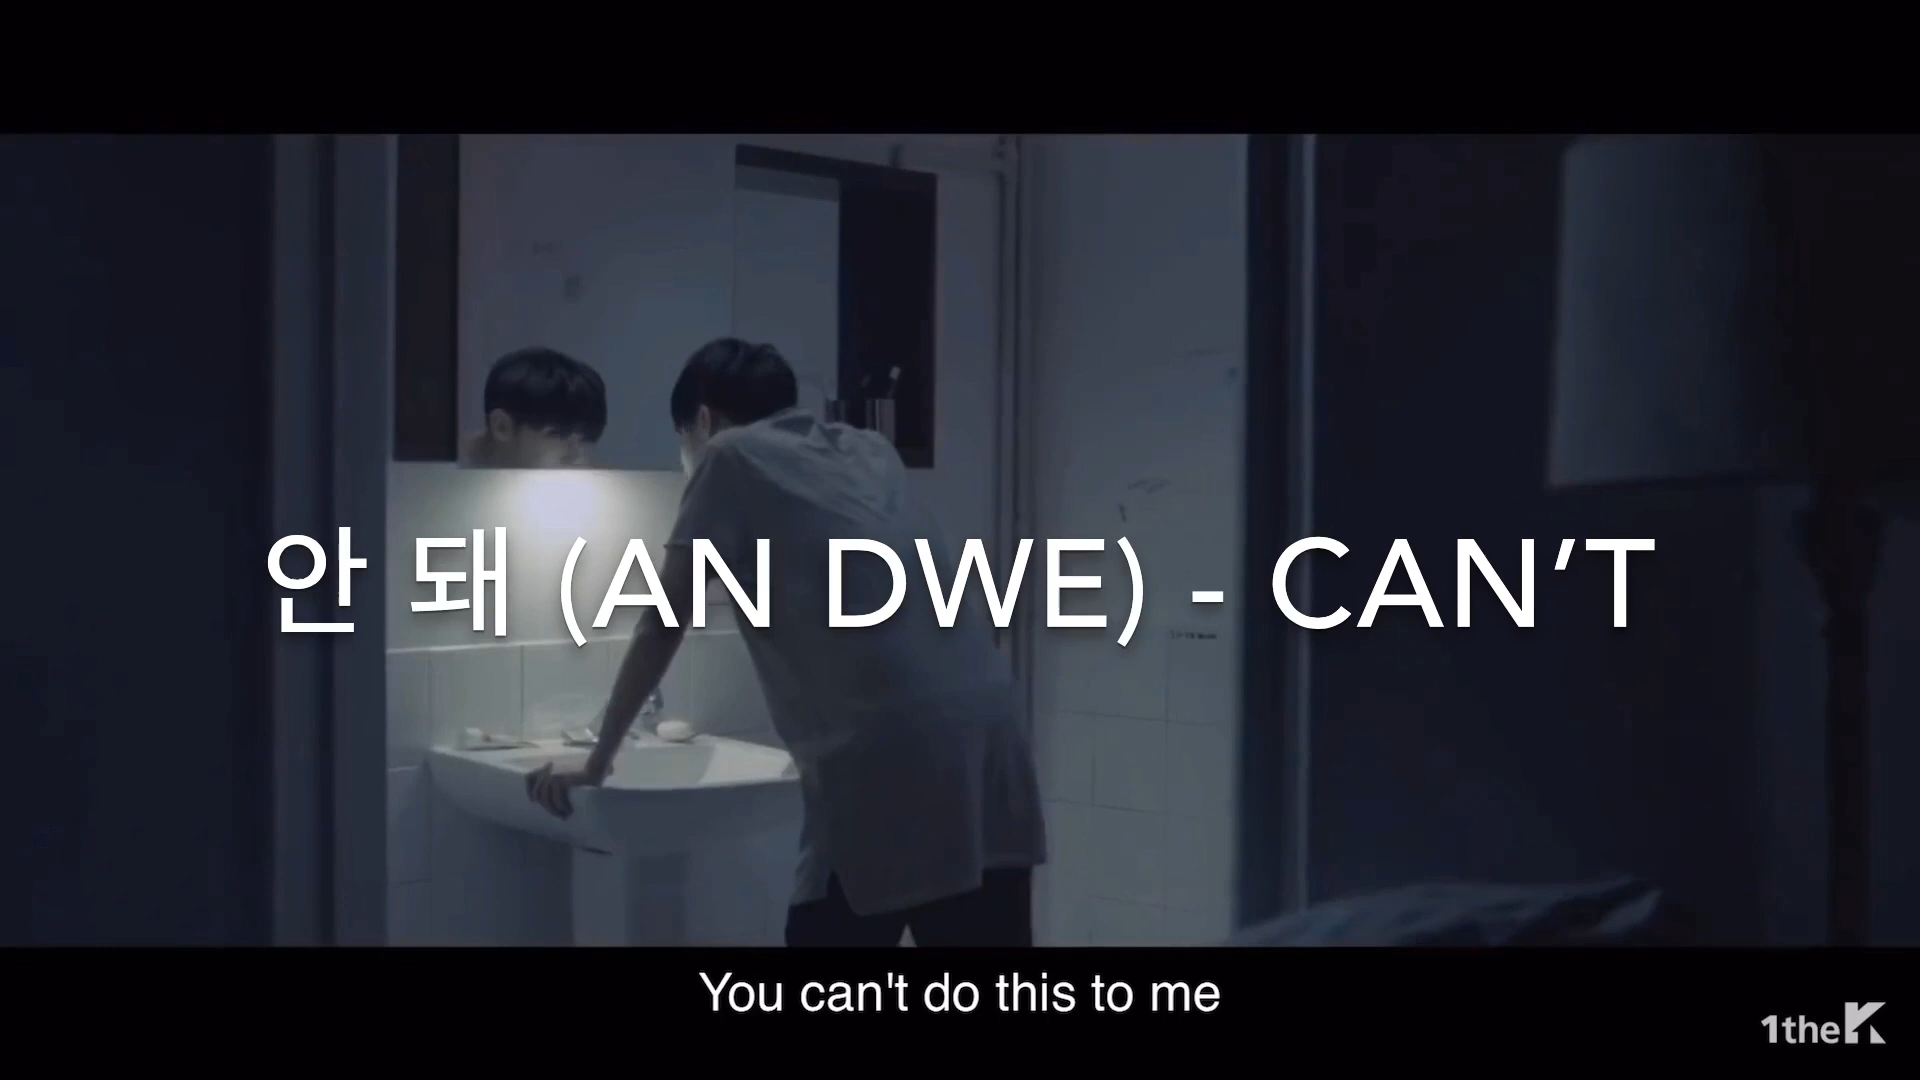 안 돼 (AN DWE) - CAN’T
You can't do this to me
1theK